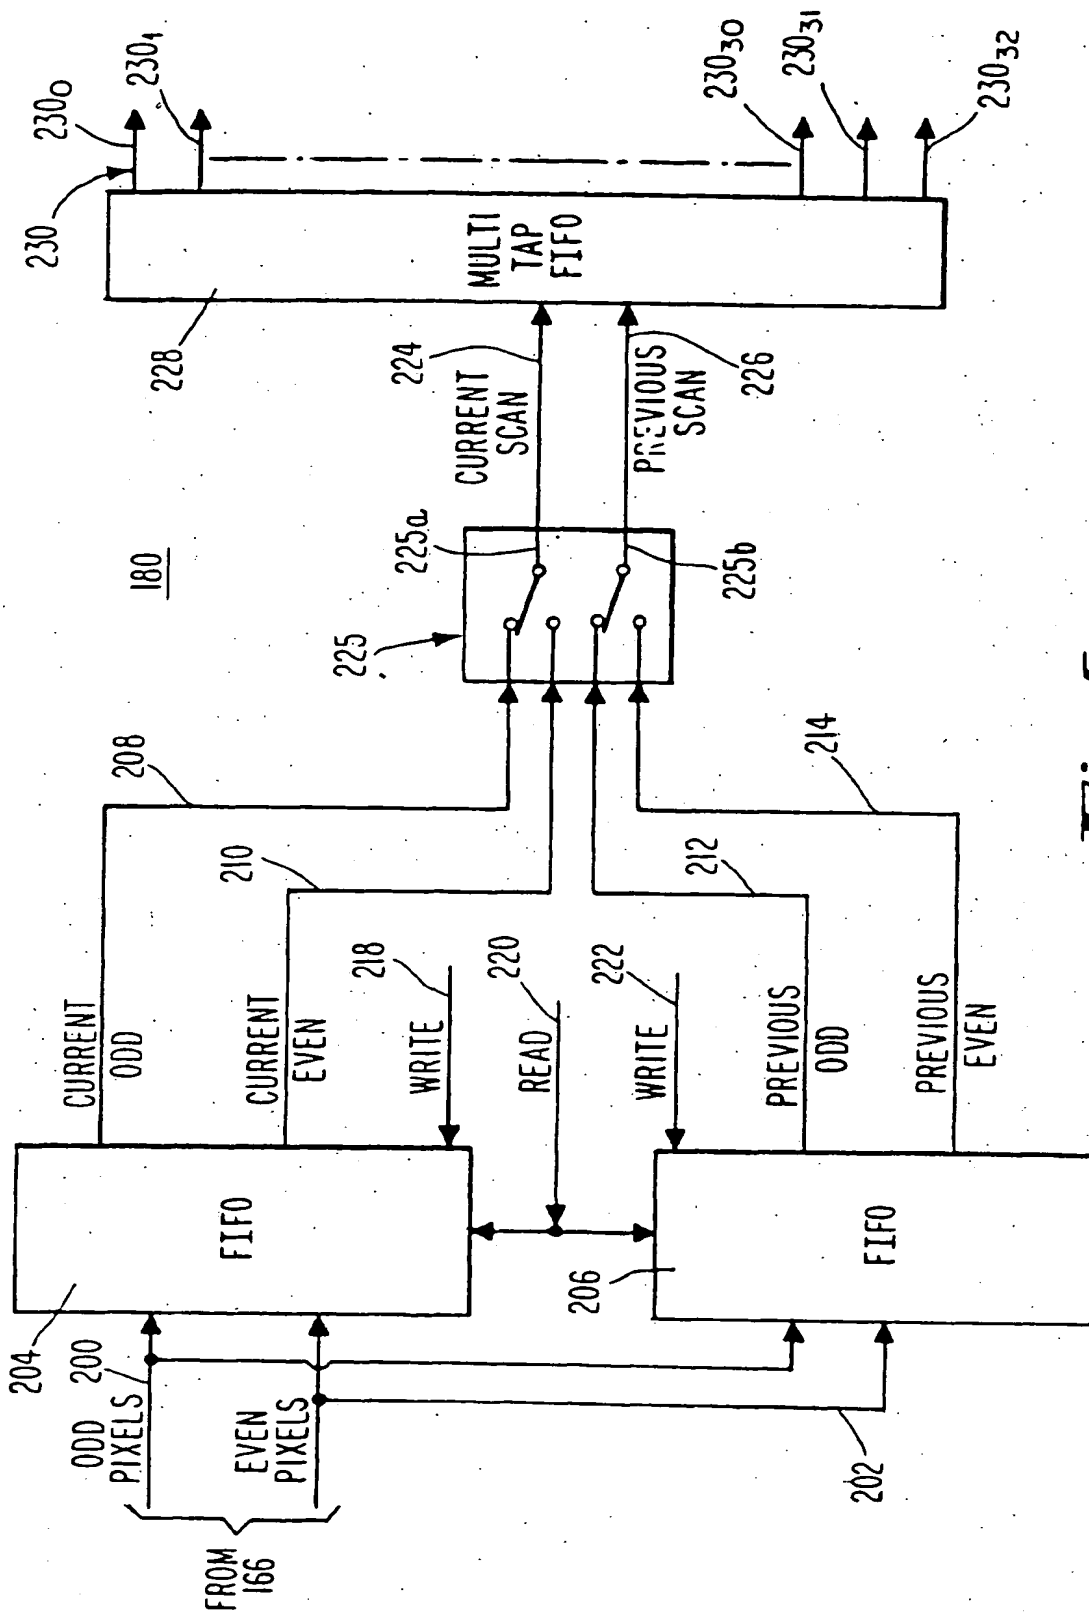 230
230₀
230₁
230₃₀
230₃₁
230₃₂
228
MULTI
TAP
FIFO
224
CURRENT
SCAN
PREVIOUS
SCAN
226
180
225
225a
225b
208
210
212
214
CURRENT
ODD
CURRENT
EVEN
218
WRITE
220
READ
222
WRITE
PREVIOUS
ODD
PREVIOUS
EVEN
FIFO
204
206
FIFO
200
ODD
PIXELS
EVEN
PIXELS
202
FROM
166